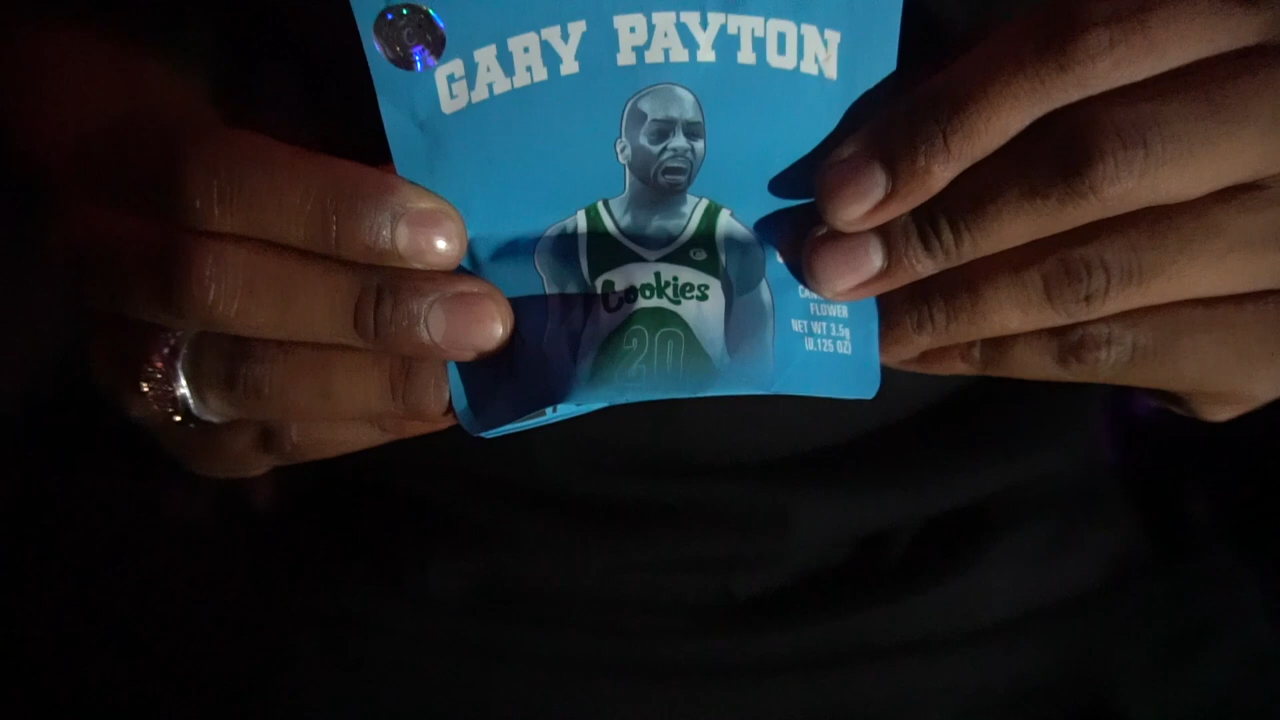 GARY PAYTON
Cookies
20
FLOWER
NET WT 3.5g
(0.125 OZ)